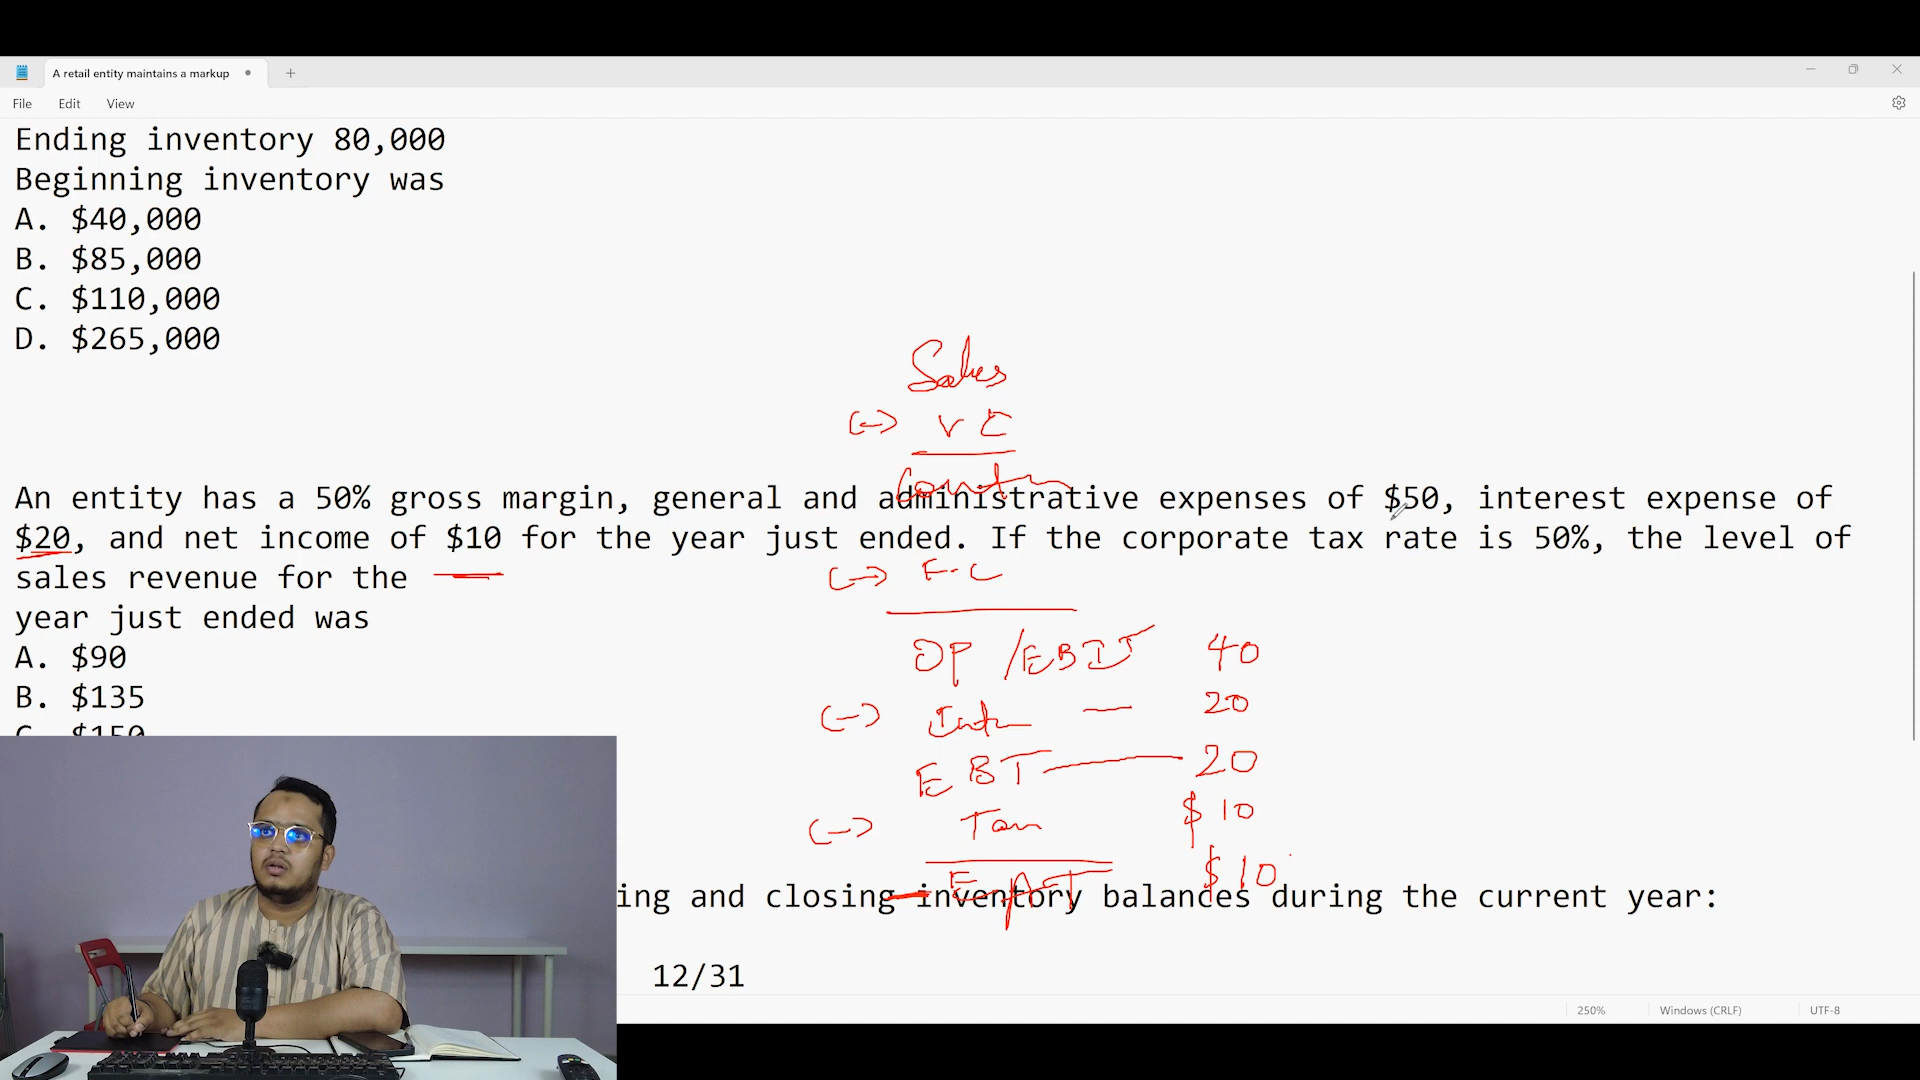 A retail entity maintains a markup
File Edit View
Ending inventory 80,000
Beginning inventory was
A. $40,000
B. $85,000
C. $110,000
D. $265,000
Sales
(-) VC
An entity has a 50% gross margin, general and administrative expenses of $50, interest expense of
$20, and net income of $10 for the year just ended. If the corporate tax rate is 50%, the level of
sales revenue for the
(-) F.C
year just ended was
A. $90
OP /EBIT 40
B. $135
(-) — 20
C. $150
EBT 20
(-) Tax $10
$10
ing and closing inventory balances during the current year:
12/31
250% Windows (CRLF) UTF-8